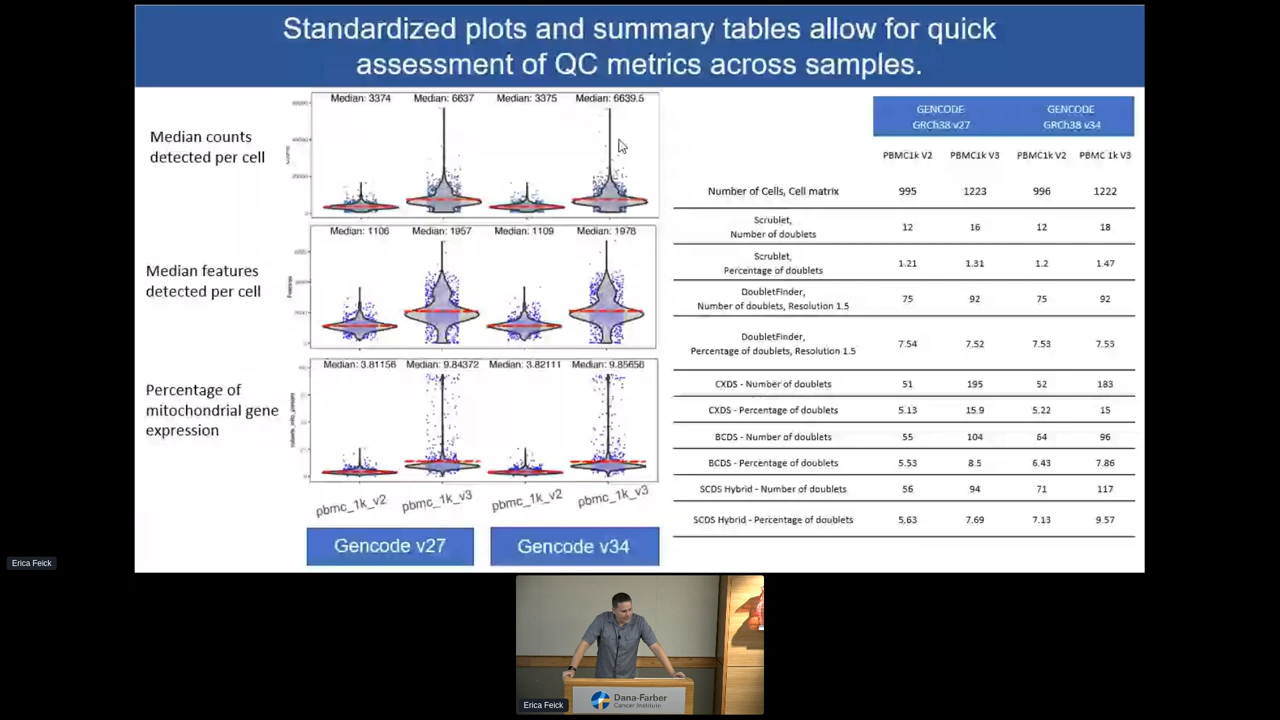 Standardized plots and summary tables allow for quick
assessment of QC metrics across samples.
Median counts
detected per cell
Median: 3374 Median: 6637 Median: 3375 Median: 6639.5
Median features
detected per cell
Median: 1106 Median: 1957 Median: 1109 Median: 1978
Percentage of
mitochondrial gene
expression
Median: 3.81156 Median: 9.84372 Median: 3.82111 Median: 9.85658
pbmc_1k_v2 pbmc_1k_v3 pbmc_1k_v2 pbmc_1k_v3
Gencode v27 Gencode v34
GENCODE GENCODE
GRCh38 v27 GRCh38 v34
PBMC1k V2 PBMC1k V3 PBMC1k V2 PBMC 1k V3
Number of Cells, Cell matrix 995 1223 996 1222
Scrublet,
Number of doublets 12 16 12 18
Scrublet,
Percentage of doublets 1.21 1.31 1.2 1.47
DoubletFinder,
Number of doublets, Resolution 1.5 75 92 75 92
DoubletFinder,
Percentage of doublets, Resolution 1.5 7.54 7.52 7.53 7.53
CXDS - Number of doublets 51 195 52 183
CXDS - Percentage of doublets 5.13 15.9 5.22 15
BCDS - Number of doublets 55 104 64 96
BCDS - Percentage of doublets 5.53 8.5 6.43 7.86
SCDS Hybrid - Number of doublets 56 94 71 117
SCDS Hybrid - Percentage of doublets 5.63 7.69 7.13 9.57
Erica Feick
Dana-Farber
Cancer Institute
Erica Feick